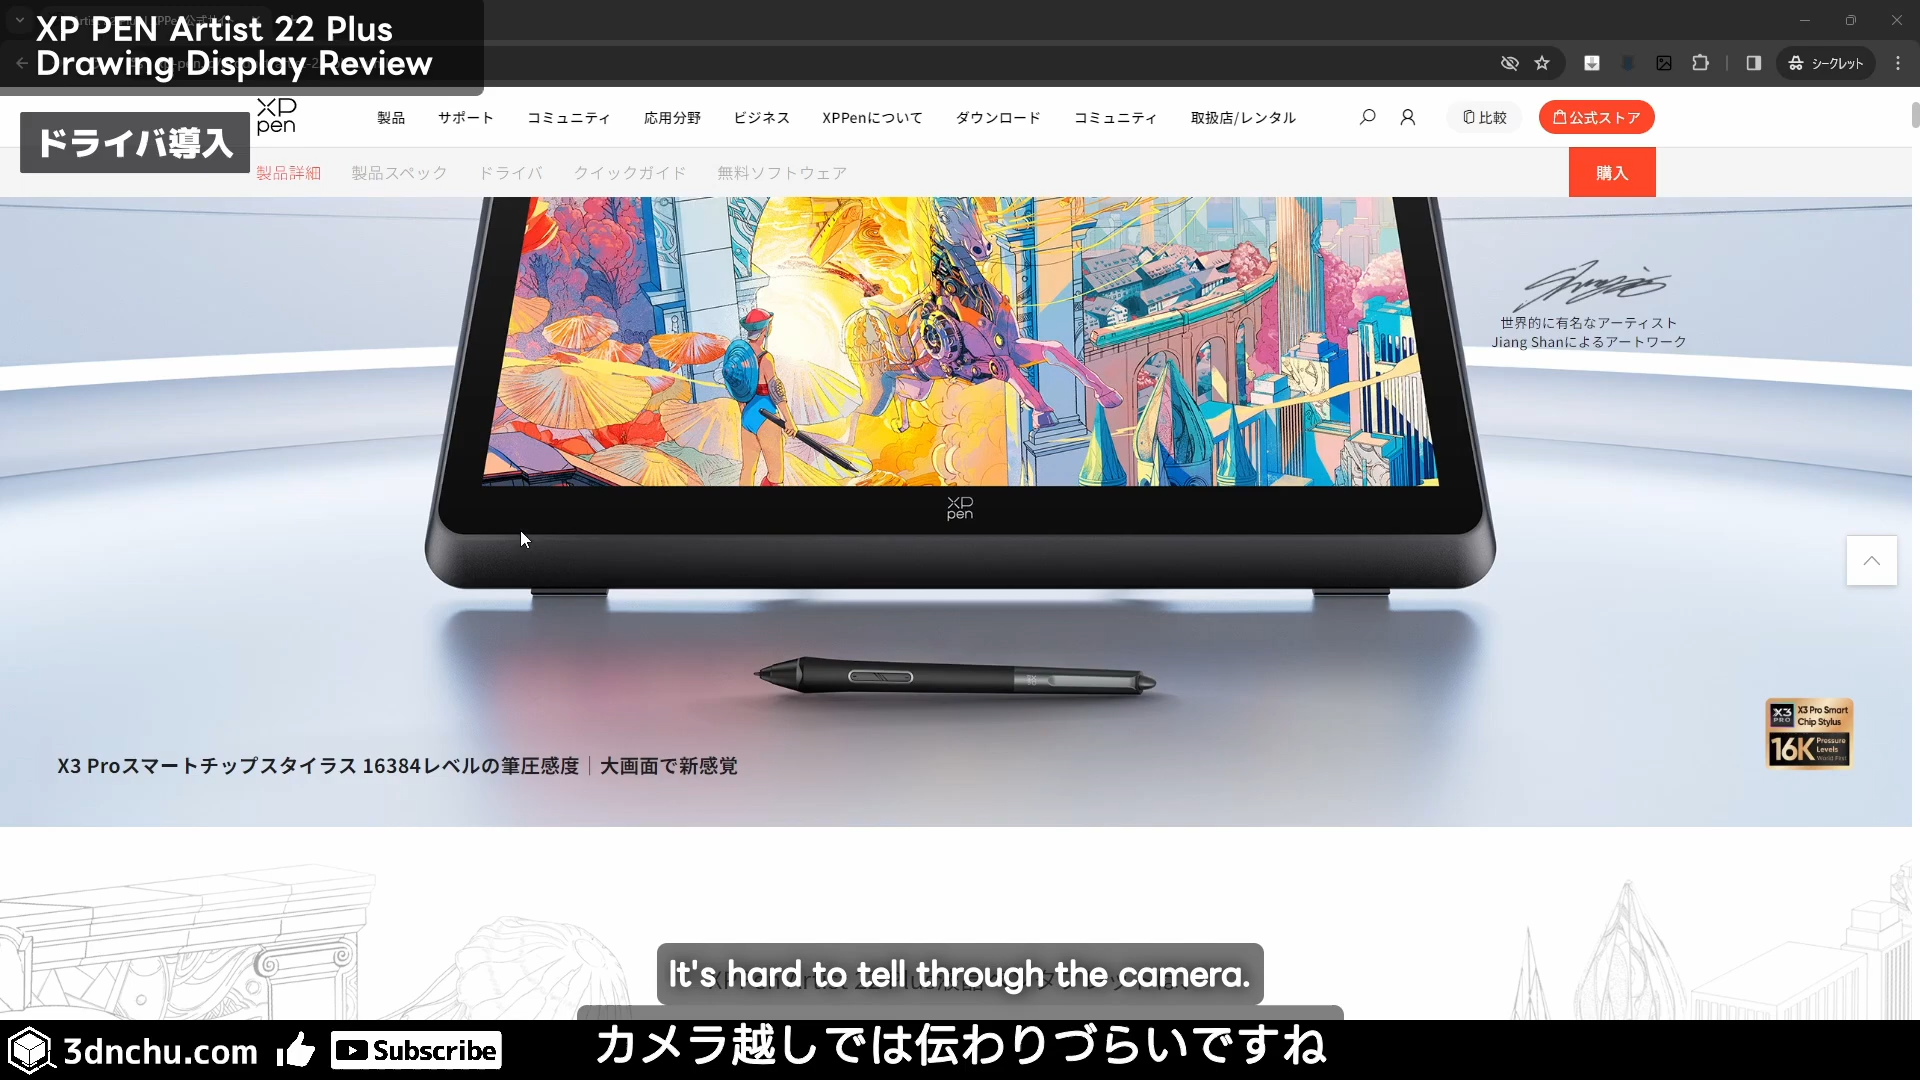 XP PEN Artist 22 Plus
Drawing Display Review
シークレット
ドライバ導入
XP
pen
製品 サポート コミュニティ 応用分野 ビジネス XPPenについて ダウンロード コミュニティ 取扱店/レンタル
比較
公式ストア
製品詳細 製品スペック ドライバ クイックガイド 無料ソフトウェア
購入
世界的に有名なアーティスト
Jiang Shanによるアートワーク
XP
pen
X3 PRO
X3 Pro Smart
Chip Stylus
16K Pressure
Levels
World First
X3 Proスマートチップスタイラス 16384レベルの筆圧感度｜大画面で新感覚
It's hard to tell through the camera.
3dnchu.com
Subscribe
カメラ越しでは伝わりづらいですね